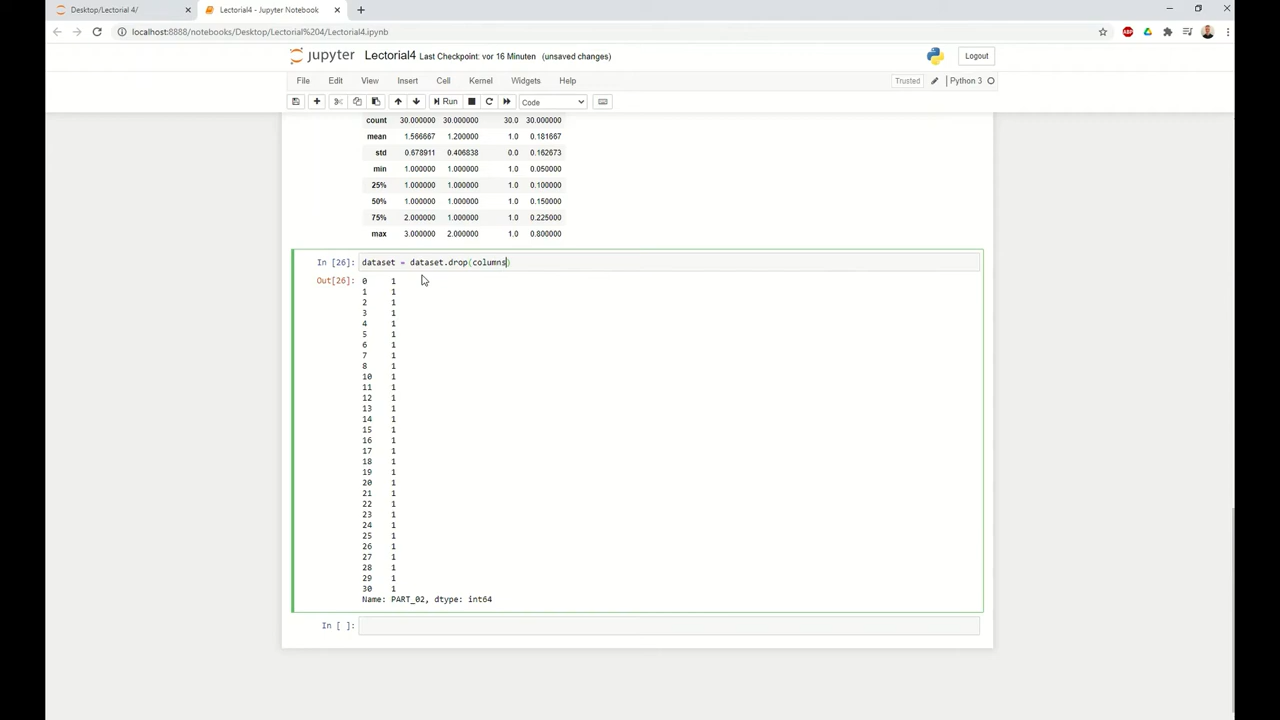 Desktop/Lectorial 4/
Lectorial4 - Jupyter Notebook
localhost:8888/notebooks/Desktop/Lectorial%204/Lectorial4.ipynb
ABP
jupyter Lectorial4 Last Checkpoint: vor 16 Minuten (unsaved changes)
Logout
File Edit View Insert Cell Kernel Widgets Help
Trusted Python 3
Run Code
count 30.000000 30.000000 30.0 30.000000
mean 1.566667 1.200000 1.0 0.181667
std 0.678911 0.406838 0.0 0.162673
min 1.000000 1.000000 1.0 0.050000
25% 1.000000 1.000000 1.0 0.100000
50% 1.000000 1.000000 1.0 0.150000
75% 2.000000 1.000000 1.0 0.225000
max 3.000000 2.000000 1.0 0.800000
In [26]: dataset = dataset.drop(columns)
Out[26]: 0 1
1 1
2 1
3 1
4 1
5 1
6 1
7 1
8 1
10 1
11 1
12 1
13 1
14 1
15 1
16 1
17 1
18 1
19 1
20 1
21 1
22 1
23 1
24 1
25 1
26 1
27 1
28 1
29 1
30 1
Name: PART_02, dtype: int64
In [ ]: